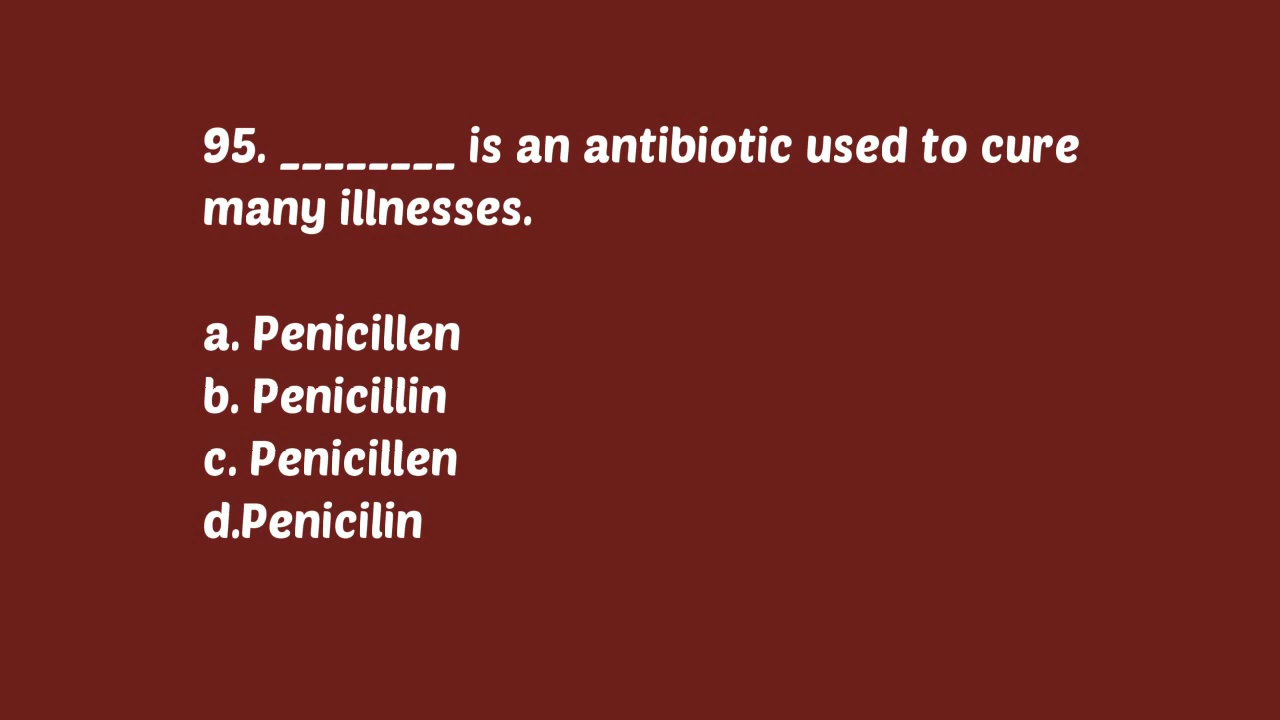 95. ________ is an antibiotic used to cure
many illnesses.
a. Penicillen
b. Penicillin
c. Penicillen
d.Penicilin